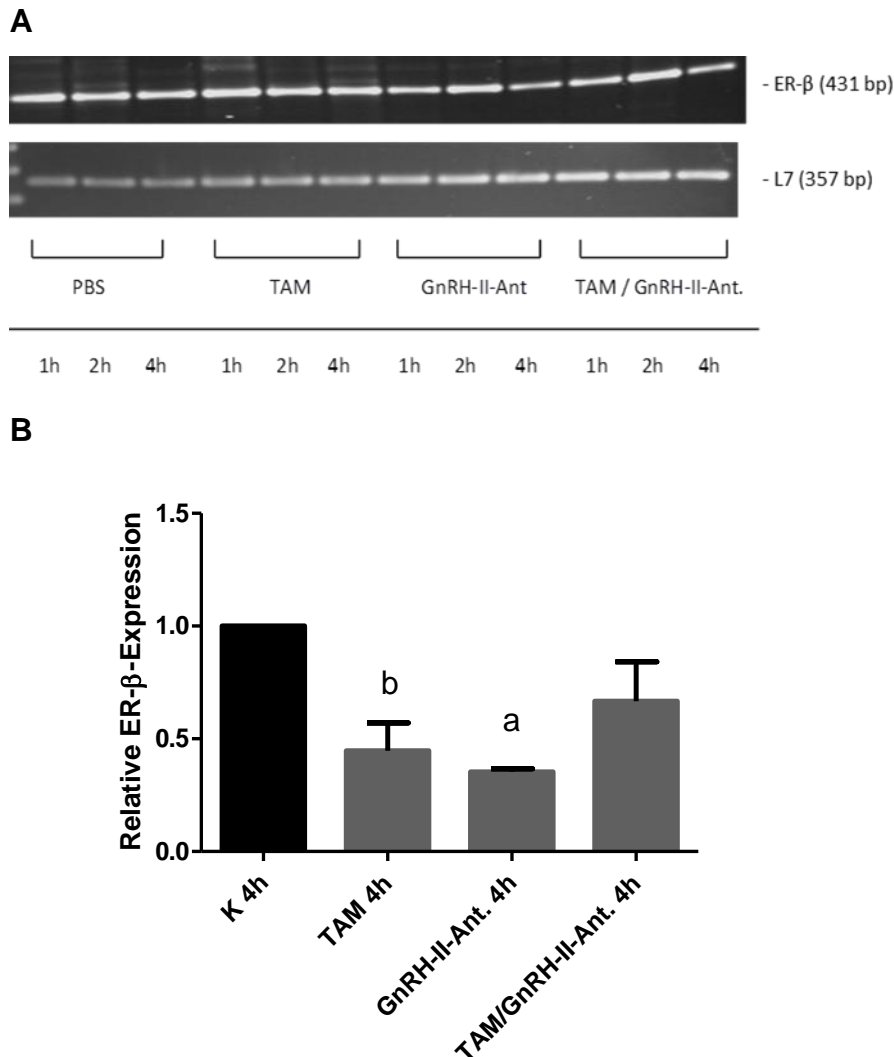 A
- ER-β (431 bp)
- L7 (357 bp)
PBS TAM GnRH-II-Ant TAM / GnRH-II-Ant.
1h 2h 4h 1h 2h 4h 1h 2h 4h 1h 2h 4h
B
Relative ER-β-Expression
1.5
1.0
0.5
0.0
b
a
K 4h
TAM 4h
GnRH-II-Ant. 4h
TAM/GnRH-II-Ant. 4h